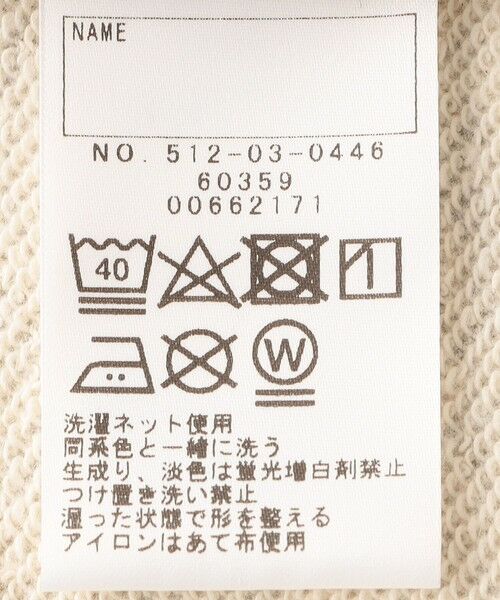 NAME
NO. 512-03-0446
60359
00662171
40
W
洗濯ネット使用
同系色と一緒に洗う
生成り、淡色は蛍光増白剤禁止
つけ置き洗い禁止
湿った状態で形を整える
アイロンはあて布使用